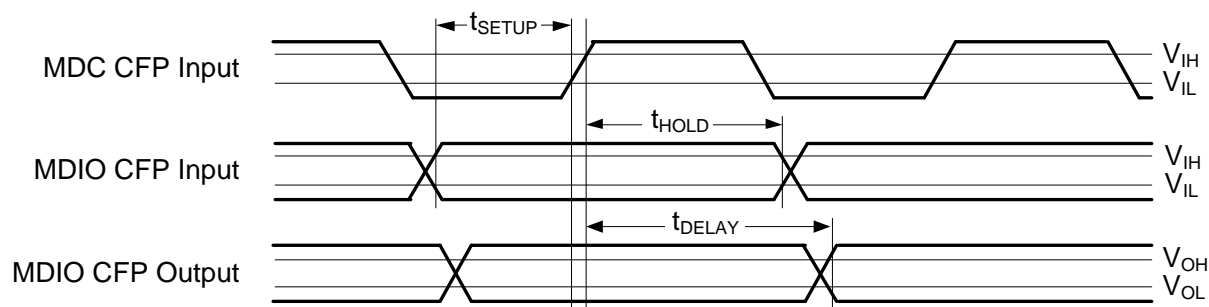 tSETUP
MDC CFP Input
VIH
VIL
tHOLD
MDIO CFP Input
VIH
VIL
tDELAY
MDIO CFP Output
VOH
VOL